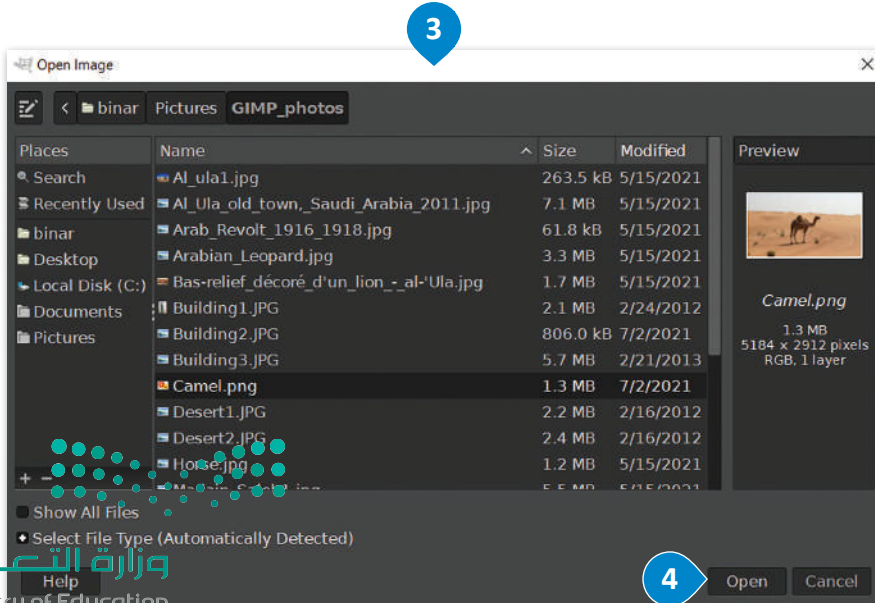 3
Open Image
binar Pictures GIMP_photos
Places Name Size Modified Preview
Search Al_ula1.jpg 263.5 kB 5/15/2021
Recently Used Al_Ula_old_town,_Saudi_Arabia_2011.jpg 7.1 MB 5/15/2021
binar Arab_Revolt_1916_1918.jpg 61.8 kB 5/15/2021
Desktop Arabian_Leopard.jpg 3.3 MB 5/15/2021
Local Disk (C:) Bas-relief_décoré_d'un_lion_-_al-'Ula.jpg 1.7 MB 5/15/2021
Documents Building1.JPG 2.1 MB 2/24/2012
Pictures Building2.JPG 806.0 kB 7/2/2021
Building3.JPG 5.7 MB 2/21/2013
Camel.png 1.3 MB 7/2/2021
Desert1.JPG 2.2 MB 2/16/2012
Desert2.JPG 2.4 MB 2/16/2012
Horse.jpg 1.2 MB 5/15/2021
Camel.png
1.3 MB
5184 × 2912 pixels
RGB, 1 layer
Show All Files
Select File Type (Automatically Detected)
وزارة
Help 4 Open Cancel
of Education